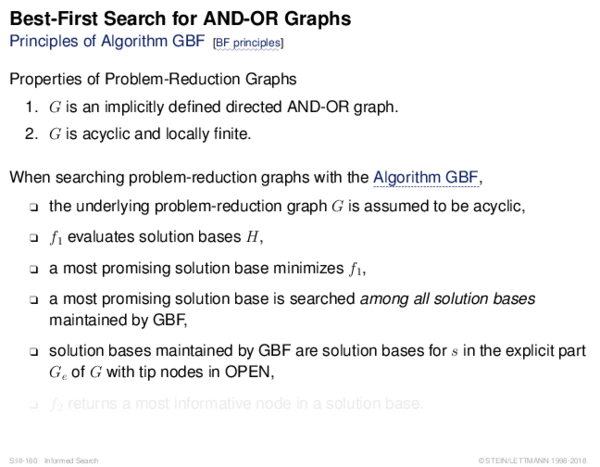 Best-First Search for AND-OR Graphs
Principles of Algorithm GBF [BF principles]
Properties of Problem-Reduction Graphs
1. G is an implicitly defined directed AND-OR graph.
2. G is acyclic and locally finite.
When searching problem-reduction graphs with the Algorithm GBF,
❑ the underlying problem-reduction graph G is assumed to be acyclic,
❑ f₁ evaluates solution bases H,
❑ a most promising solution base minimizes f₁,
❑ a most promising solution base is searched among all solution bases
maintained by GBF,
❑ solution bases maintained by GBF are solution bases for s in the explicit part
Gₑ of G with tip nodes in OPEN,
❑ f₂ returns a most informative node in a solution base.
S:III-160 Informed Search ©STEIN/LETTMANN 1998-2018